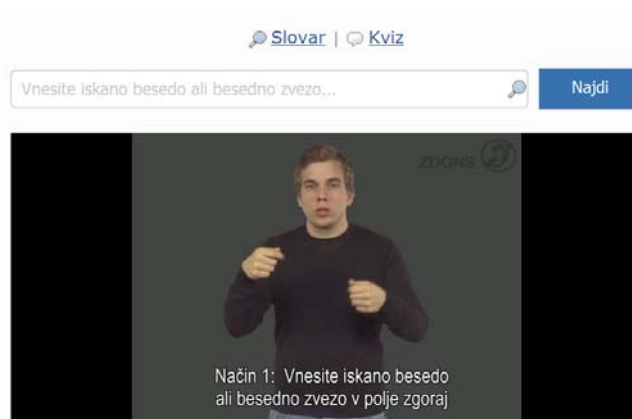 Slovar | Kviz
Vnesite iskano besedo ali besedno zvezo...
Najdi
ZDGNS
Način 1: Vnesite iskano besedo
ali besedno zvezo v polje zgoraj